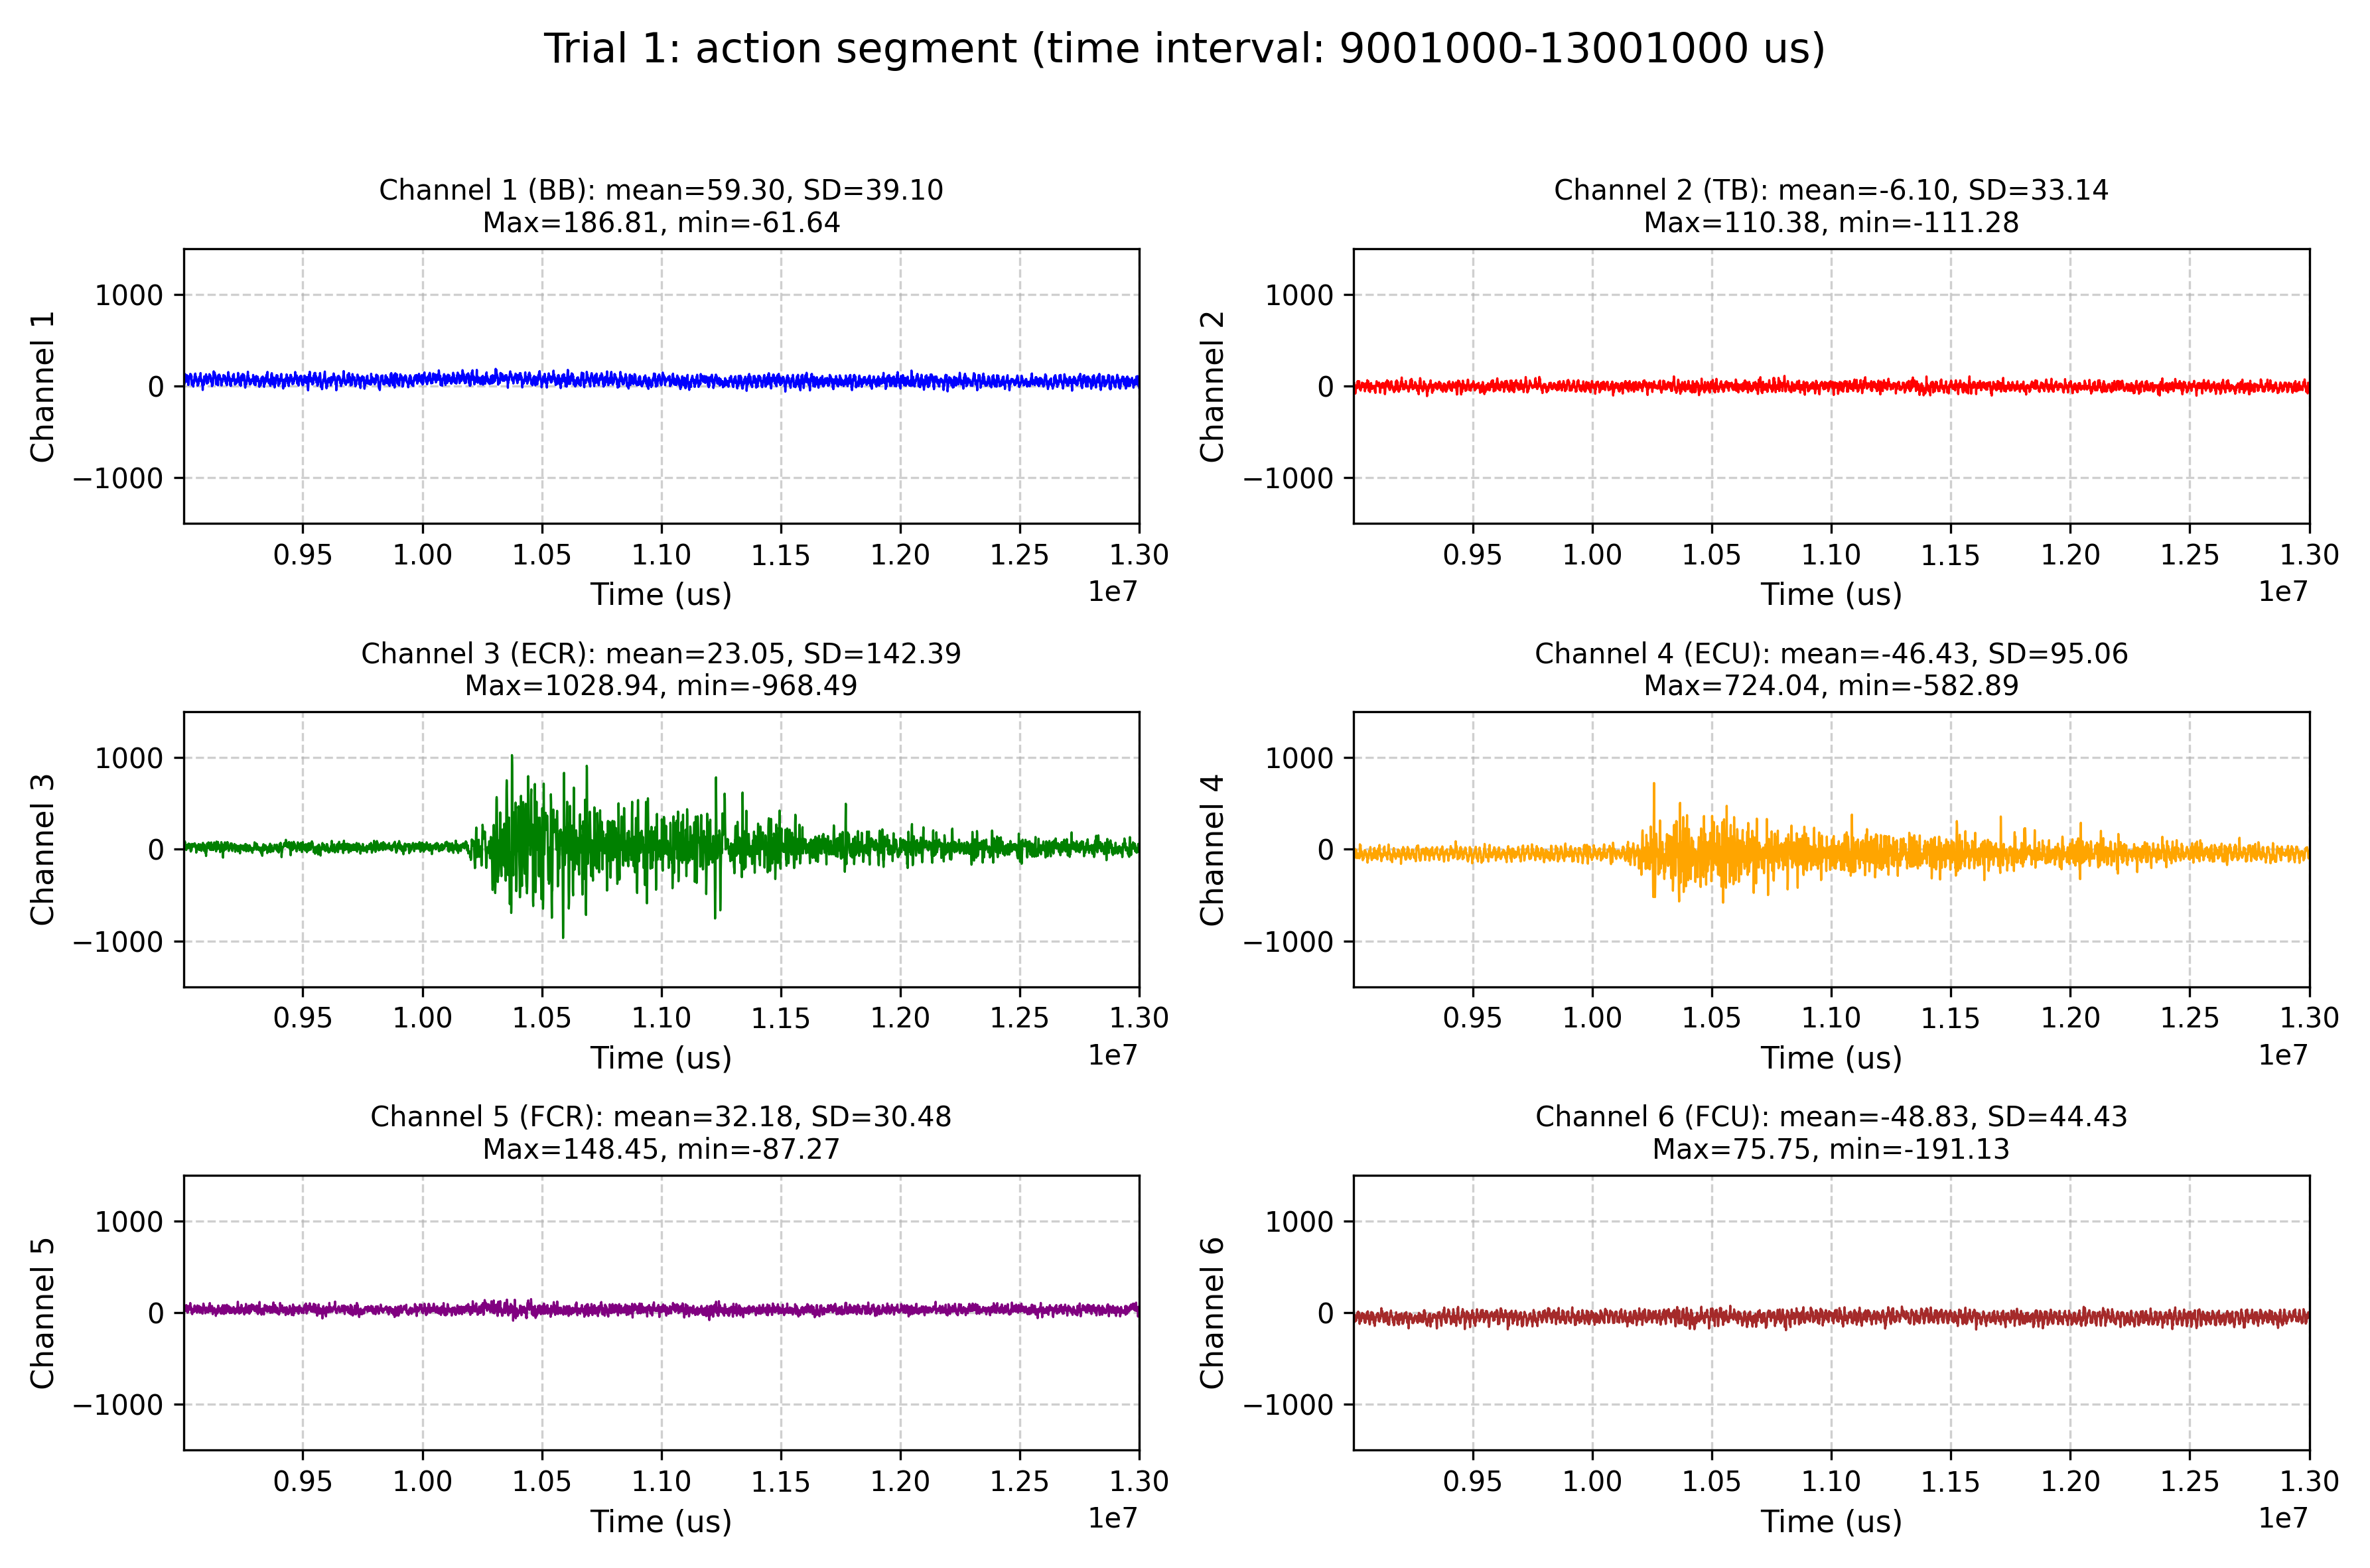 Trial 1: action segment (time interval: 9001000-13001000 us)
Channel 1 (BB): mean=59.30, SD=39.10
Max=186.81, min=-61.64
Channel 1
1000
0
−1000
0.95 1.00 1.05 1.10 1.15 1.20 1.25 1.30
Time (us)
1e7
Channel 2 (TB): mean=-6.10, SD=33.14
Max=110.38, min=-111.28
Channel 2
1000
0
−1000
0.95 1.00 1.05 1.10 1.15 1.20 1.25 1.30
Time (us)
1e7
Channel 3 (ECR): mean=23.05, SD=142.39
Max=1028.94, min=-968.49
Channel 3
1000
0
−1000
0.95 1.00 1.05 1.10 1.15 1.20 1.25 1.30
Time (us)
1e7
Channel 4 (ECU): mean=-46.43, SD=95.06
Max=724.04, min=-582.89
Channel 4
1000
0
−1000
0.95 1.00 1.05 1.10 1.15 1.20 1.25 1.30
Time (us)
1e7
Channel 5 (FCR): mean=32.18, SD=30.48
Max=148.45, min=-87.27
Channel 5
1000
0
−1000
0.95 1.00 1.05 1.10 1.15 1.20 1.25 1.30
Time (us)
1e7
Channel 6 (FCU): mean=-48.83, SD=44.43
Max=75.75, min=-191.13
Channel 6
1000
0
−1000
0.95 1.00 1.05 1.10 1.15 1.20 1.25 1.30
Time (us)
1e7